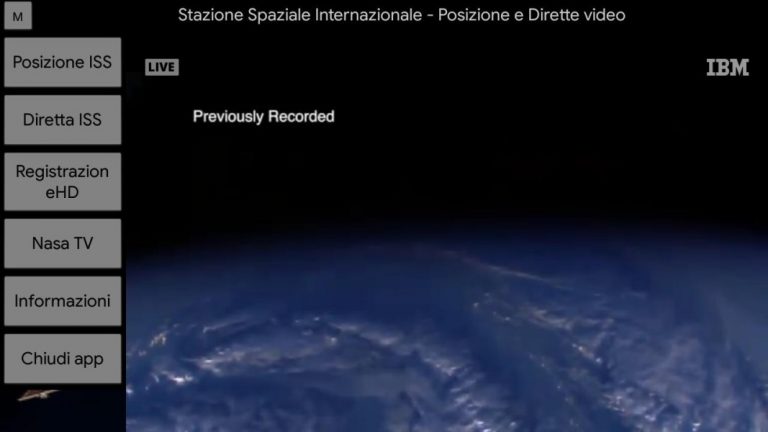 M
Stazione Spaziale Internazionale - Posizione e Dirette video
Posizione ISS
Diretta ISS
Registrazion
eHD
Nasa TV
Informazioni
Chiudi app
LIVE
IBM
Previously Recorded